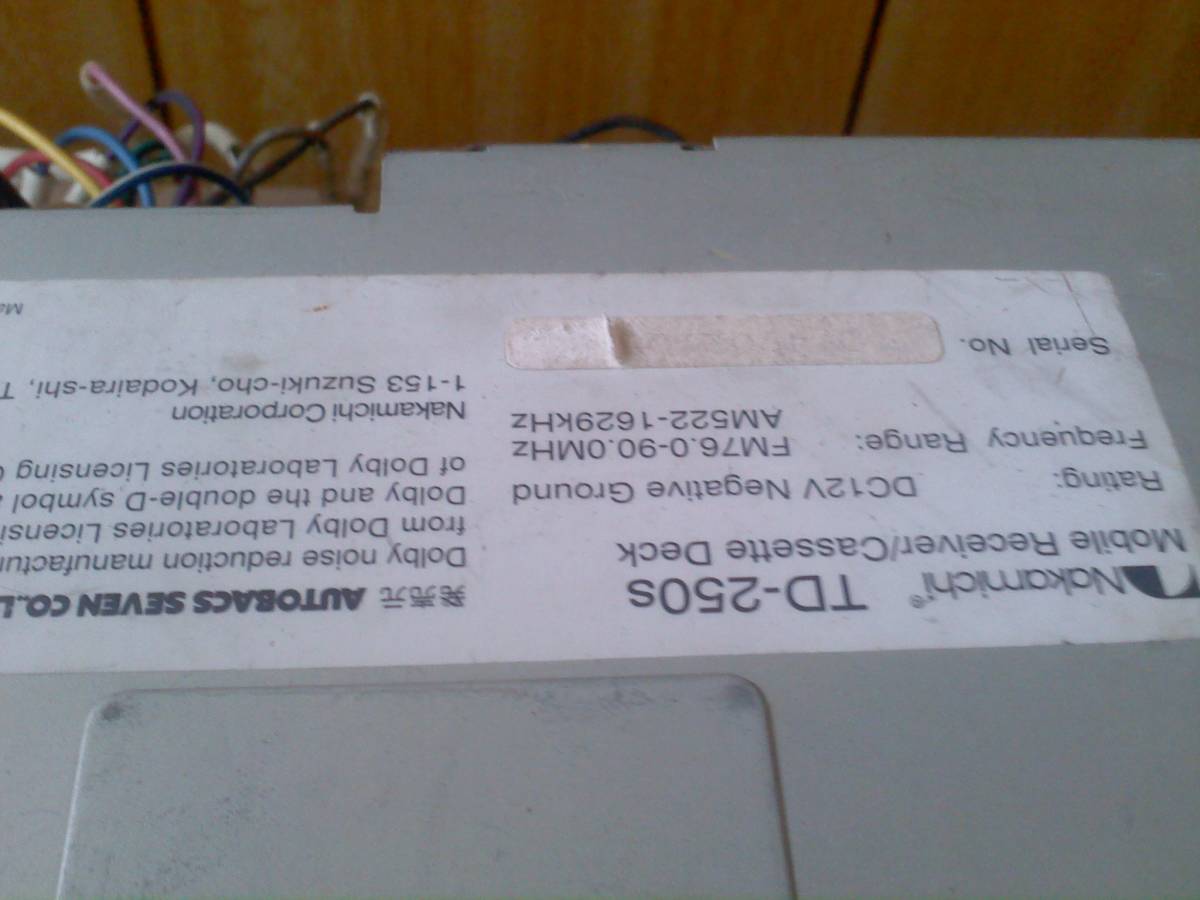 Nakamichi® TD-250s
Mobile Receiver/Cassette Deck
Rating: DC12V Negative Ground
Frequency Range: FM76.0-90.0MHz
AM522-1629kHz
Serial No.
発売元 AUTOBACS SEVEN CO.,L
Dolby noise reduction manufactur
from Dolby Laboratories Licensi
Dolby and the double-D symbol
of Dolby Laboratories Licensing
Nakamichi Corporation
1-153 Suzuki-cho, Kodaira-shi, T
Ma